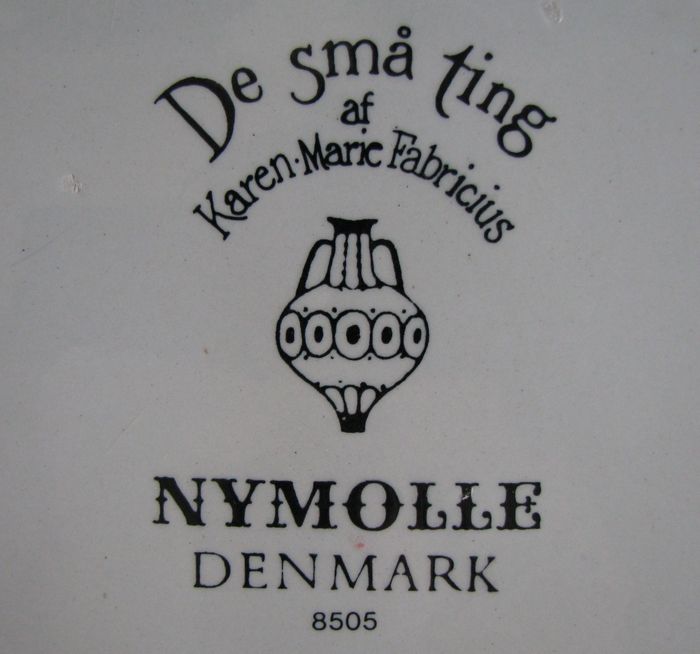 De små ting
af
Karen-Marie Fabricius
NYMOLLE
DENMARK
8505